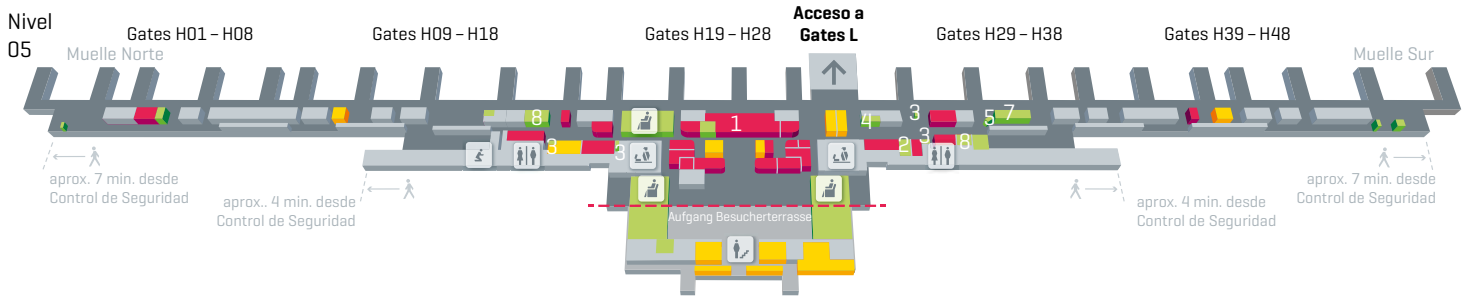 Nivel
05
Gates H01 – H08
Gates H09 – H18
Gates H19 – H28
Acceso a
Gates L
Gates H29 – H38
Gates H39 – H48
Muelle Norte
Muelle Sur
8
1
4
3
5
7
3
3
2
3
8
aprox. 7 min. desde
Control de Seguridad
aprox.. 4 min. desde
Control de Seguridad
Aufgang Besucherterrasse
aprox. 4 min. desde
Control de Seguridad
aprox. 7 min. desde
Control de Seguridad